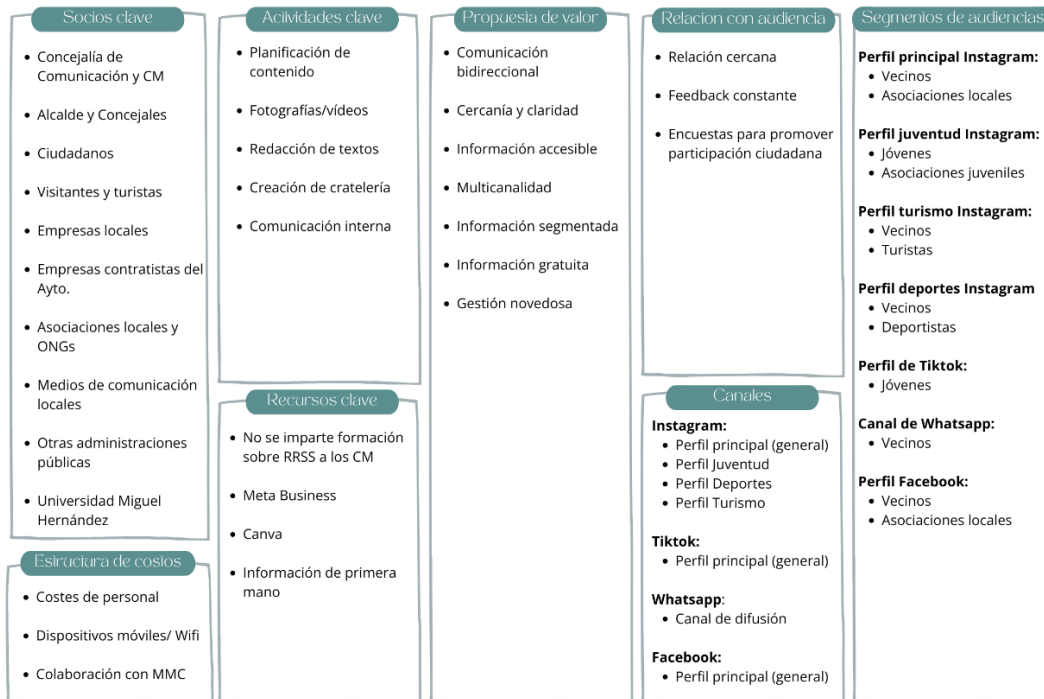 Socios clave
• Concejalía de
Comunicación y CM
• Alcalde y Concejales
• Ciudadanos
• Visitantes y turistas
• Empresas locales
• Empresas contratistas del
Ayto.
• Asociaciones locales y
ONGs
• Medios de comunicación
locales
• Otras administraciones
públicas
• Universidad Miguel
Hernández
Estructura de costos
• Costes de personal
• Dispositivos móviles/ Wifi
• Colaboración con MMC
Actividades clave
• Planificación de
contenido
• Fotografías/vídeos
• Redacción de textos
• Creación de cratelería
• Comunicación interna
Recursos clave
• No se imparte formación
sobre RRSS a los CM
• Meta Business
• Canva
• Información de primera
mano
Propuesta de valor
• Comunicación
bidireccional
• Cercanía y claridad
• Información accesible
• Multicanalidad
• Información segmentada
• Información gratuita
• Gestión novedosa
Relacion con audiencia
• Relación cercana
• Feedback constante
• Encuestas para promover
participación ciudadana
Canales
Instagram:
• Perfil principal (general)
• Perfil Juventud
• Perfil Deportes
• Perfil Turismo
Tiktok:
• Perfil principal (general)
Whatsapp:
• Canal de difusión
Facebook:
• Perfil principal (general)
Segmentos de audiencias
Perfil principal Instagram:
• Vecinos
• Asociaciones locales
Perfil juventud Instagram:
• Jóvenes
• Asociaciones juveniles
Perfil turismo Instagram:
• Vecinos
• Turistas
Perfil deportes Instagram
• Vecinos
• Deportistas
Perfil de Tiktok:
• Jóvenes
Canal de Whatsapp:
• Vecinos
Perfil Facebook:
• Vecinos
• Asociaciones locales